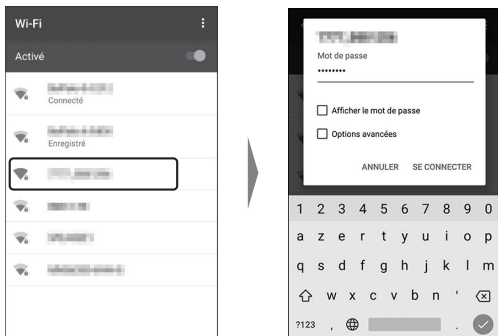 Wi-Fi
Activé
Connecté
Enregistré
Mot de passe
••••••••
Afficher le mot de passe
Options avancées
ANNULER SE CONNECTER
1 2 3 4 5 6 7 8 9 0
a z e r t y u i o p
q s d f g h j k l m
w x c v b n '
?123 , .